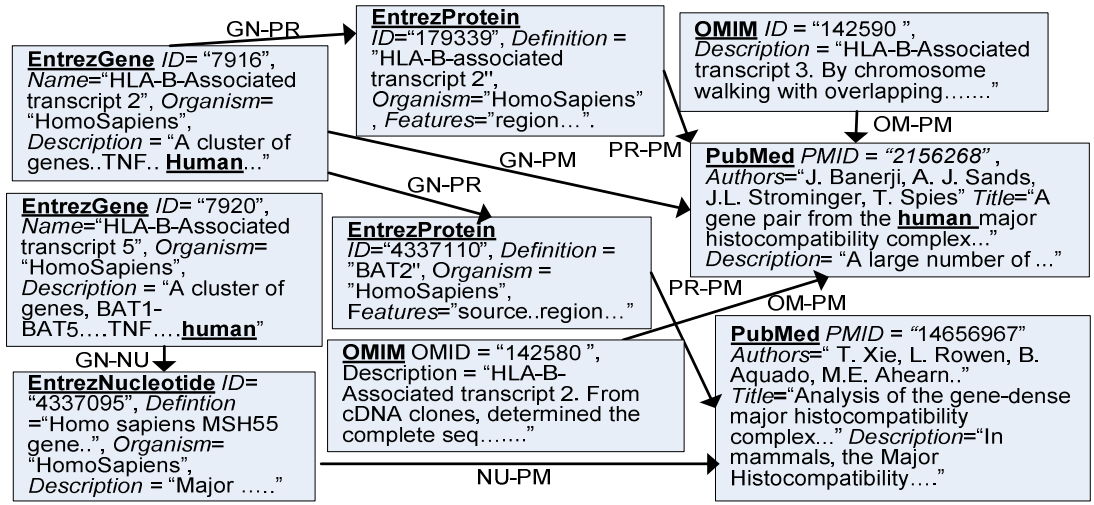 GN-PR
EntrezGene ID= “7916”,
Name=“HLA-B-Associated
transcript 2”, Organism=
“HomoSapiens”,
Description = “A cluster of
genes..TNF.. Human...”
EntrezProtein
ID=“179339”, Definition =
”HLA-B-associated
transcript 2'',
Organism=”HomoSapiens”
, Features=”region…”.
OMIM ID = “142590”
Description = “HLA-B-Associated
transcript 3. By chromosome
walking with overlapping…….”
OM-PM
PR-PM
GN-PM
GN-PR
PubMed PMID = “2156268” ,
Authors=“J. Banerji, A. J. Sands,
J.L. Strominger, T. Spies” Title=“A
gene pair from the human major
histocompatibility complex...”
Description= “A large number of ...”
EntrezGene ID= “7920”,
Name=“HLA-B-Associated
transcript 5”, Organism=
“HomoSapiens”,
Description = “A cluster of
genes, BAT1-
BAT5….TNF….human”
EntrezProtein
ID=“4337110”, Definition =
”BAT2'', Organism =
”HomoSapiens”,
Features=“source..region…”
PR-PM
OM-PM
GN-NU
EntrezNucleotide ID=
“4337095”, Defintion
=“Homo sapiens MSH55
gene..”, Organism=
“HomoSapiens”,
Description = “Major …..”
OMIM OMID = “142580 ”,
Description = “HLA-B-
Associated transcript 2. From
cDNA clones, determined the
complete seq…….”
PubMed PMID = “14656967”
Authors=“ T. Xie, L. Rowen, B.
Aquado, M.E. Ahearn..”
Title=“Analysis of the gene-dense
major histocompatibility
complex...” Description=“In
mammals, the Major
Histocompatibility….”
NU-PM